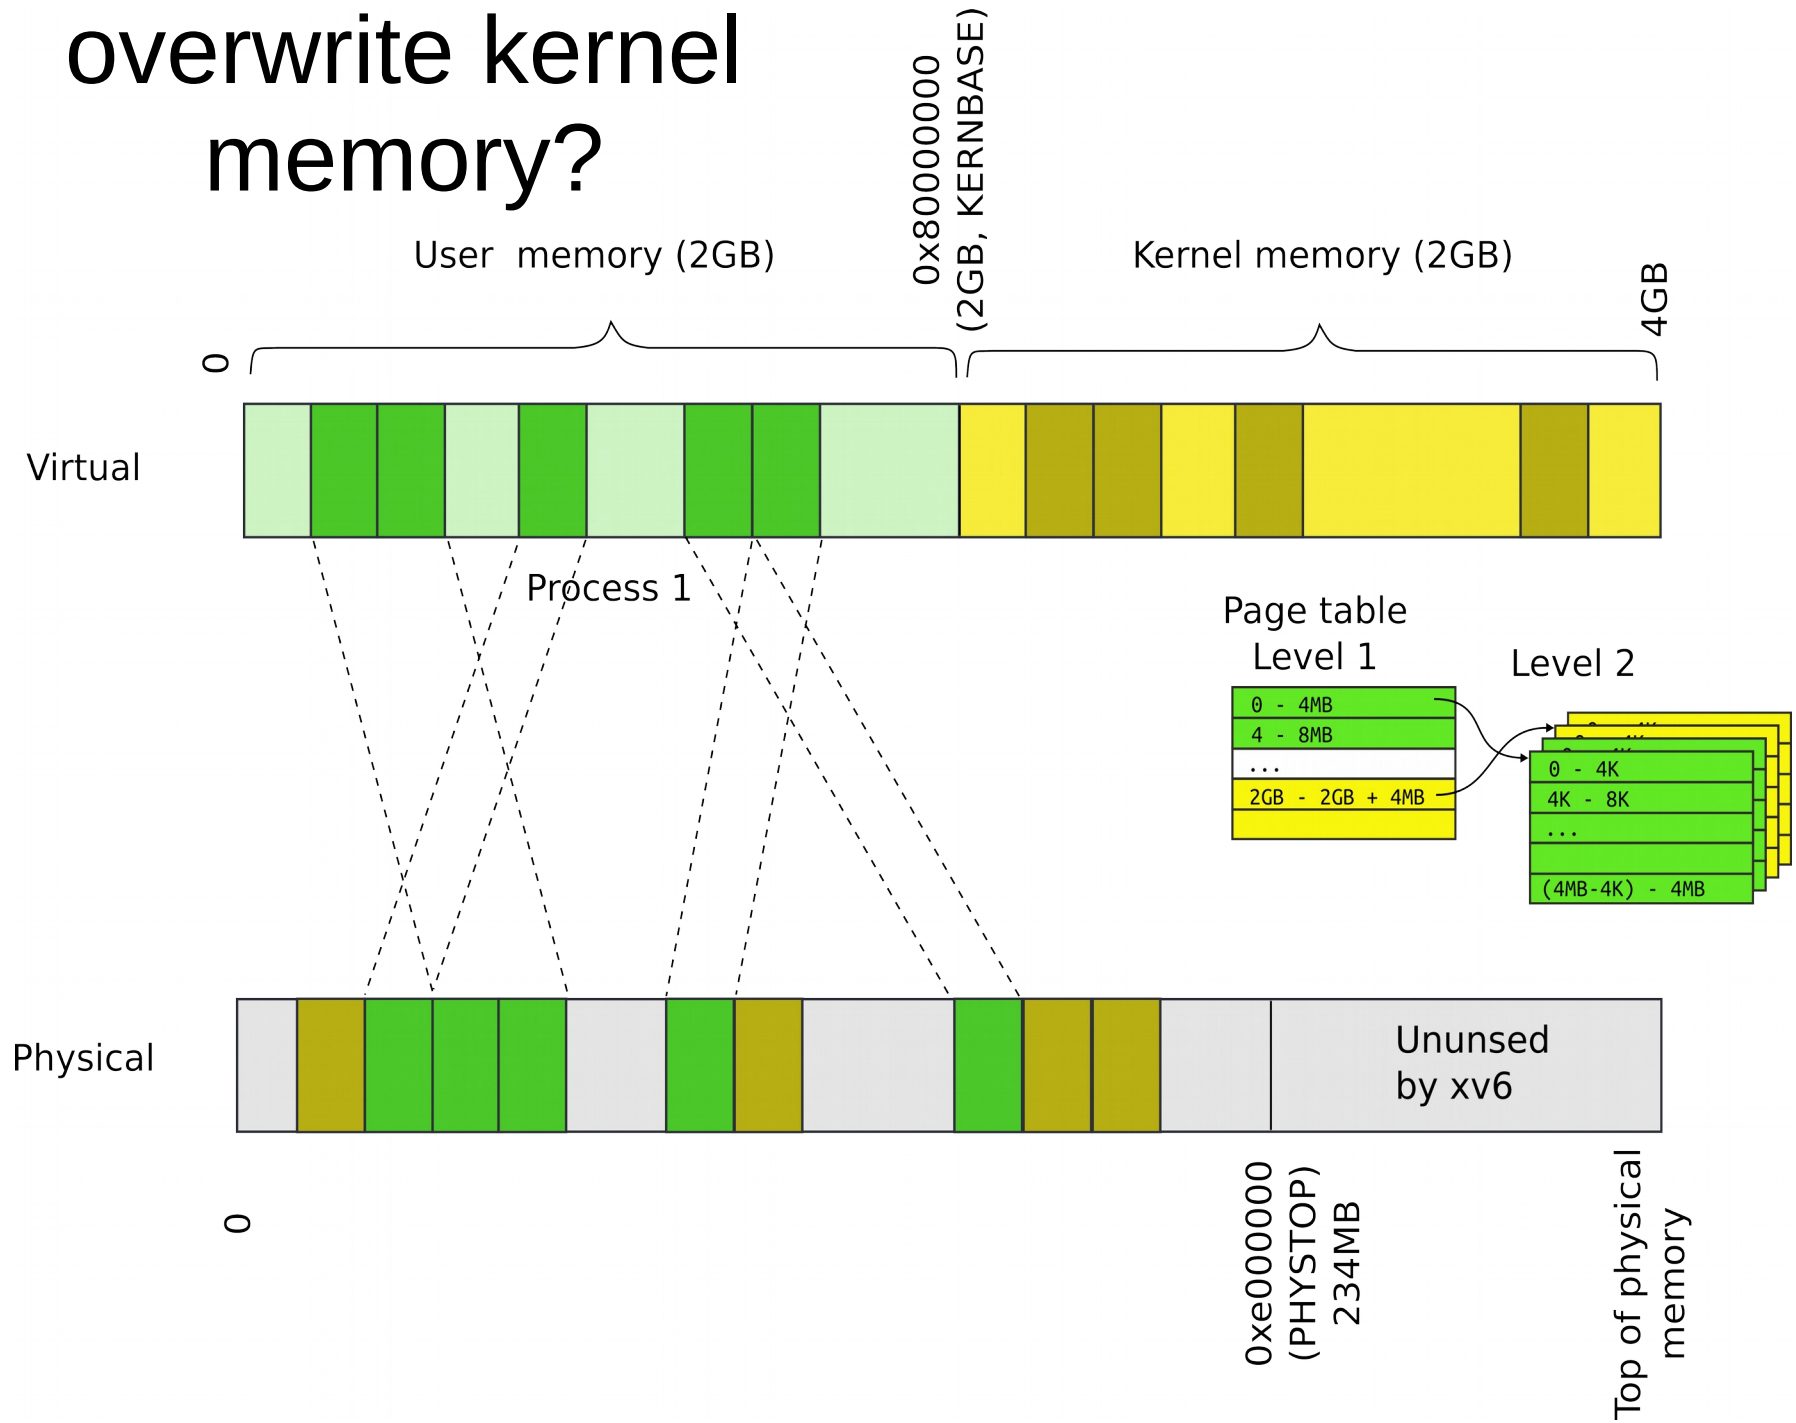 overwrite kernel
memory?
0x80000000
(2GB, KERNBASE)
User  memory (2GB)
Kernel memory (2GB)
4GB
0
Virtual
Process 1
Page table
Level 1
Level 2
0 - 4MB
4 - 8MB
...
2GB - 2GB + 4MB
0 - 4K
4K - 8K
...
(4MB-4K) - 4MB
Physical
Ununsed
by xv6
0
0xe000000
(PHYSTOP)
234MB
Top of physical
memory